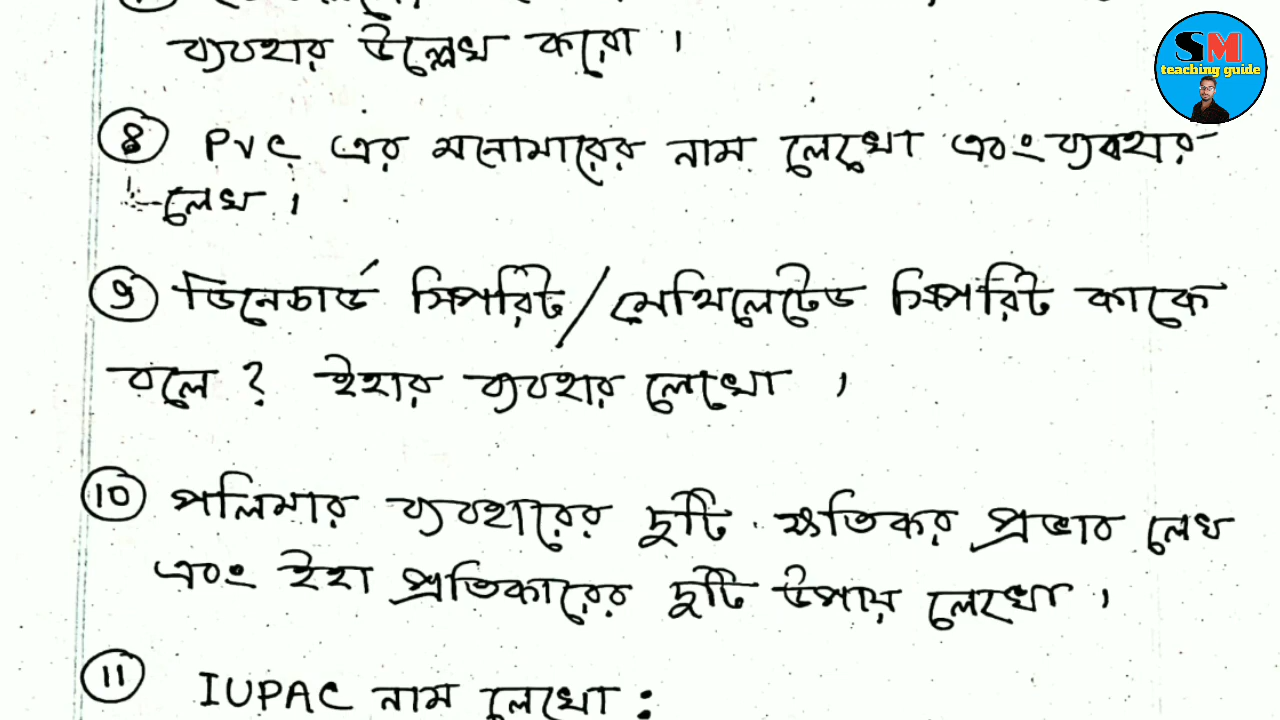 ব্যবহার উল্লেখ করো ।
SM
teaching guide
8 PVC এর মনোমারের নাম লেখো এবং ব্যবহার
লেখ ।
9 ডিনেচার্ড স্পিরিট/মেথিলেটেড স্পিরিট কাকে
বলে ? ইহার ব্যবহার লেখো ।
10 পলিমার ব্যবহারের দুটি ক্ষতিকর প্রভাব লেখ
এবং ইহা প্রতিকারের দুটি উপায় লেখো ।
11 IUPAC নাম লেখো :